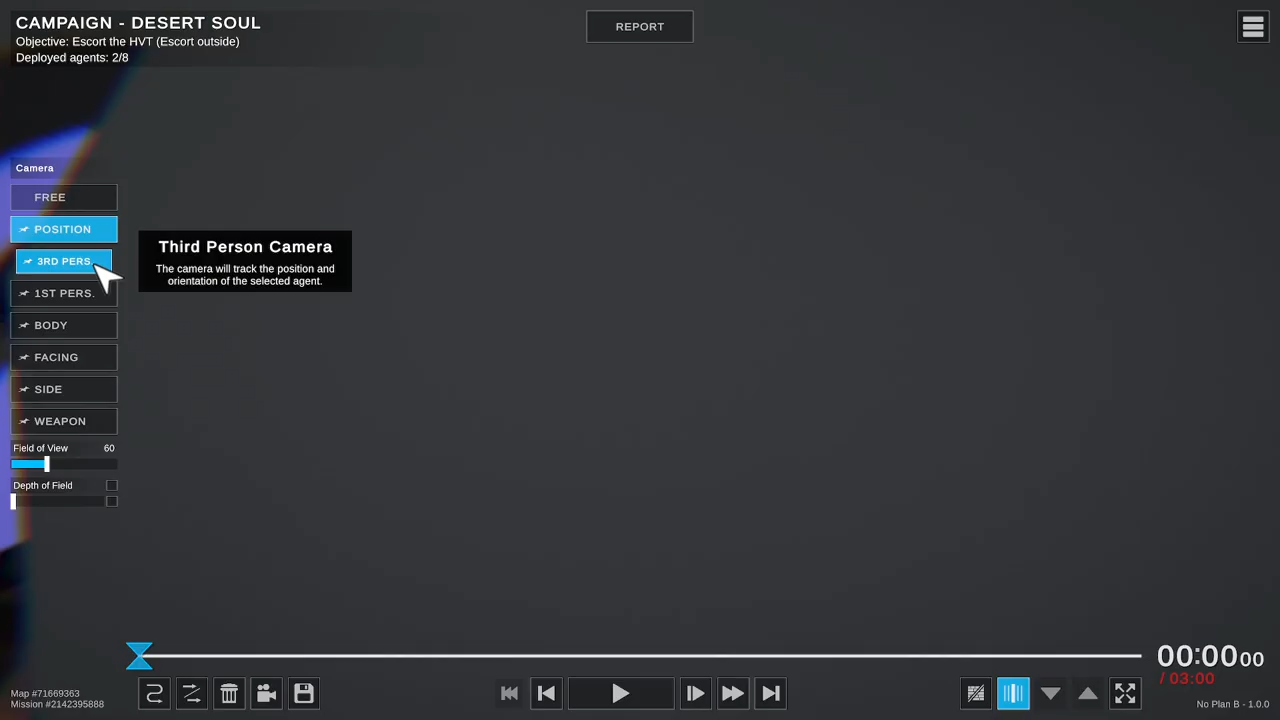 CAMPAIGN - DESERT SOUL
Objective: Escort the HVT (Escort outside)
Deployed agents: 2/8
REPORT
Camera
FREE
POSITION
3RD PERS.
1ST PERS.
BODY
FACING
SIDE
WEAPON
Field of View 60
Depth of Field
Third Person Camera
The camera will track the position and
orientation of the selected agent.
00:00 00
/ 03:00
Map #71669363
Mission #2142395888
No Plan B - 1.0.0